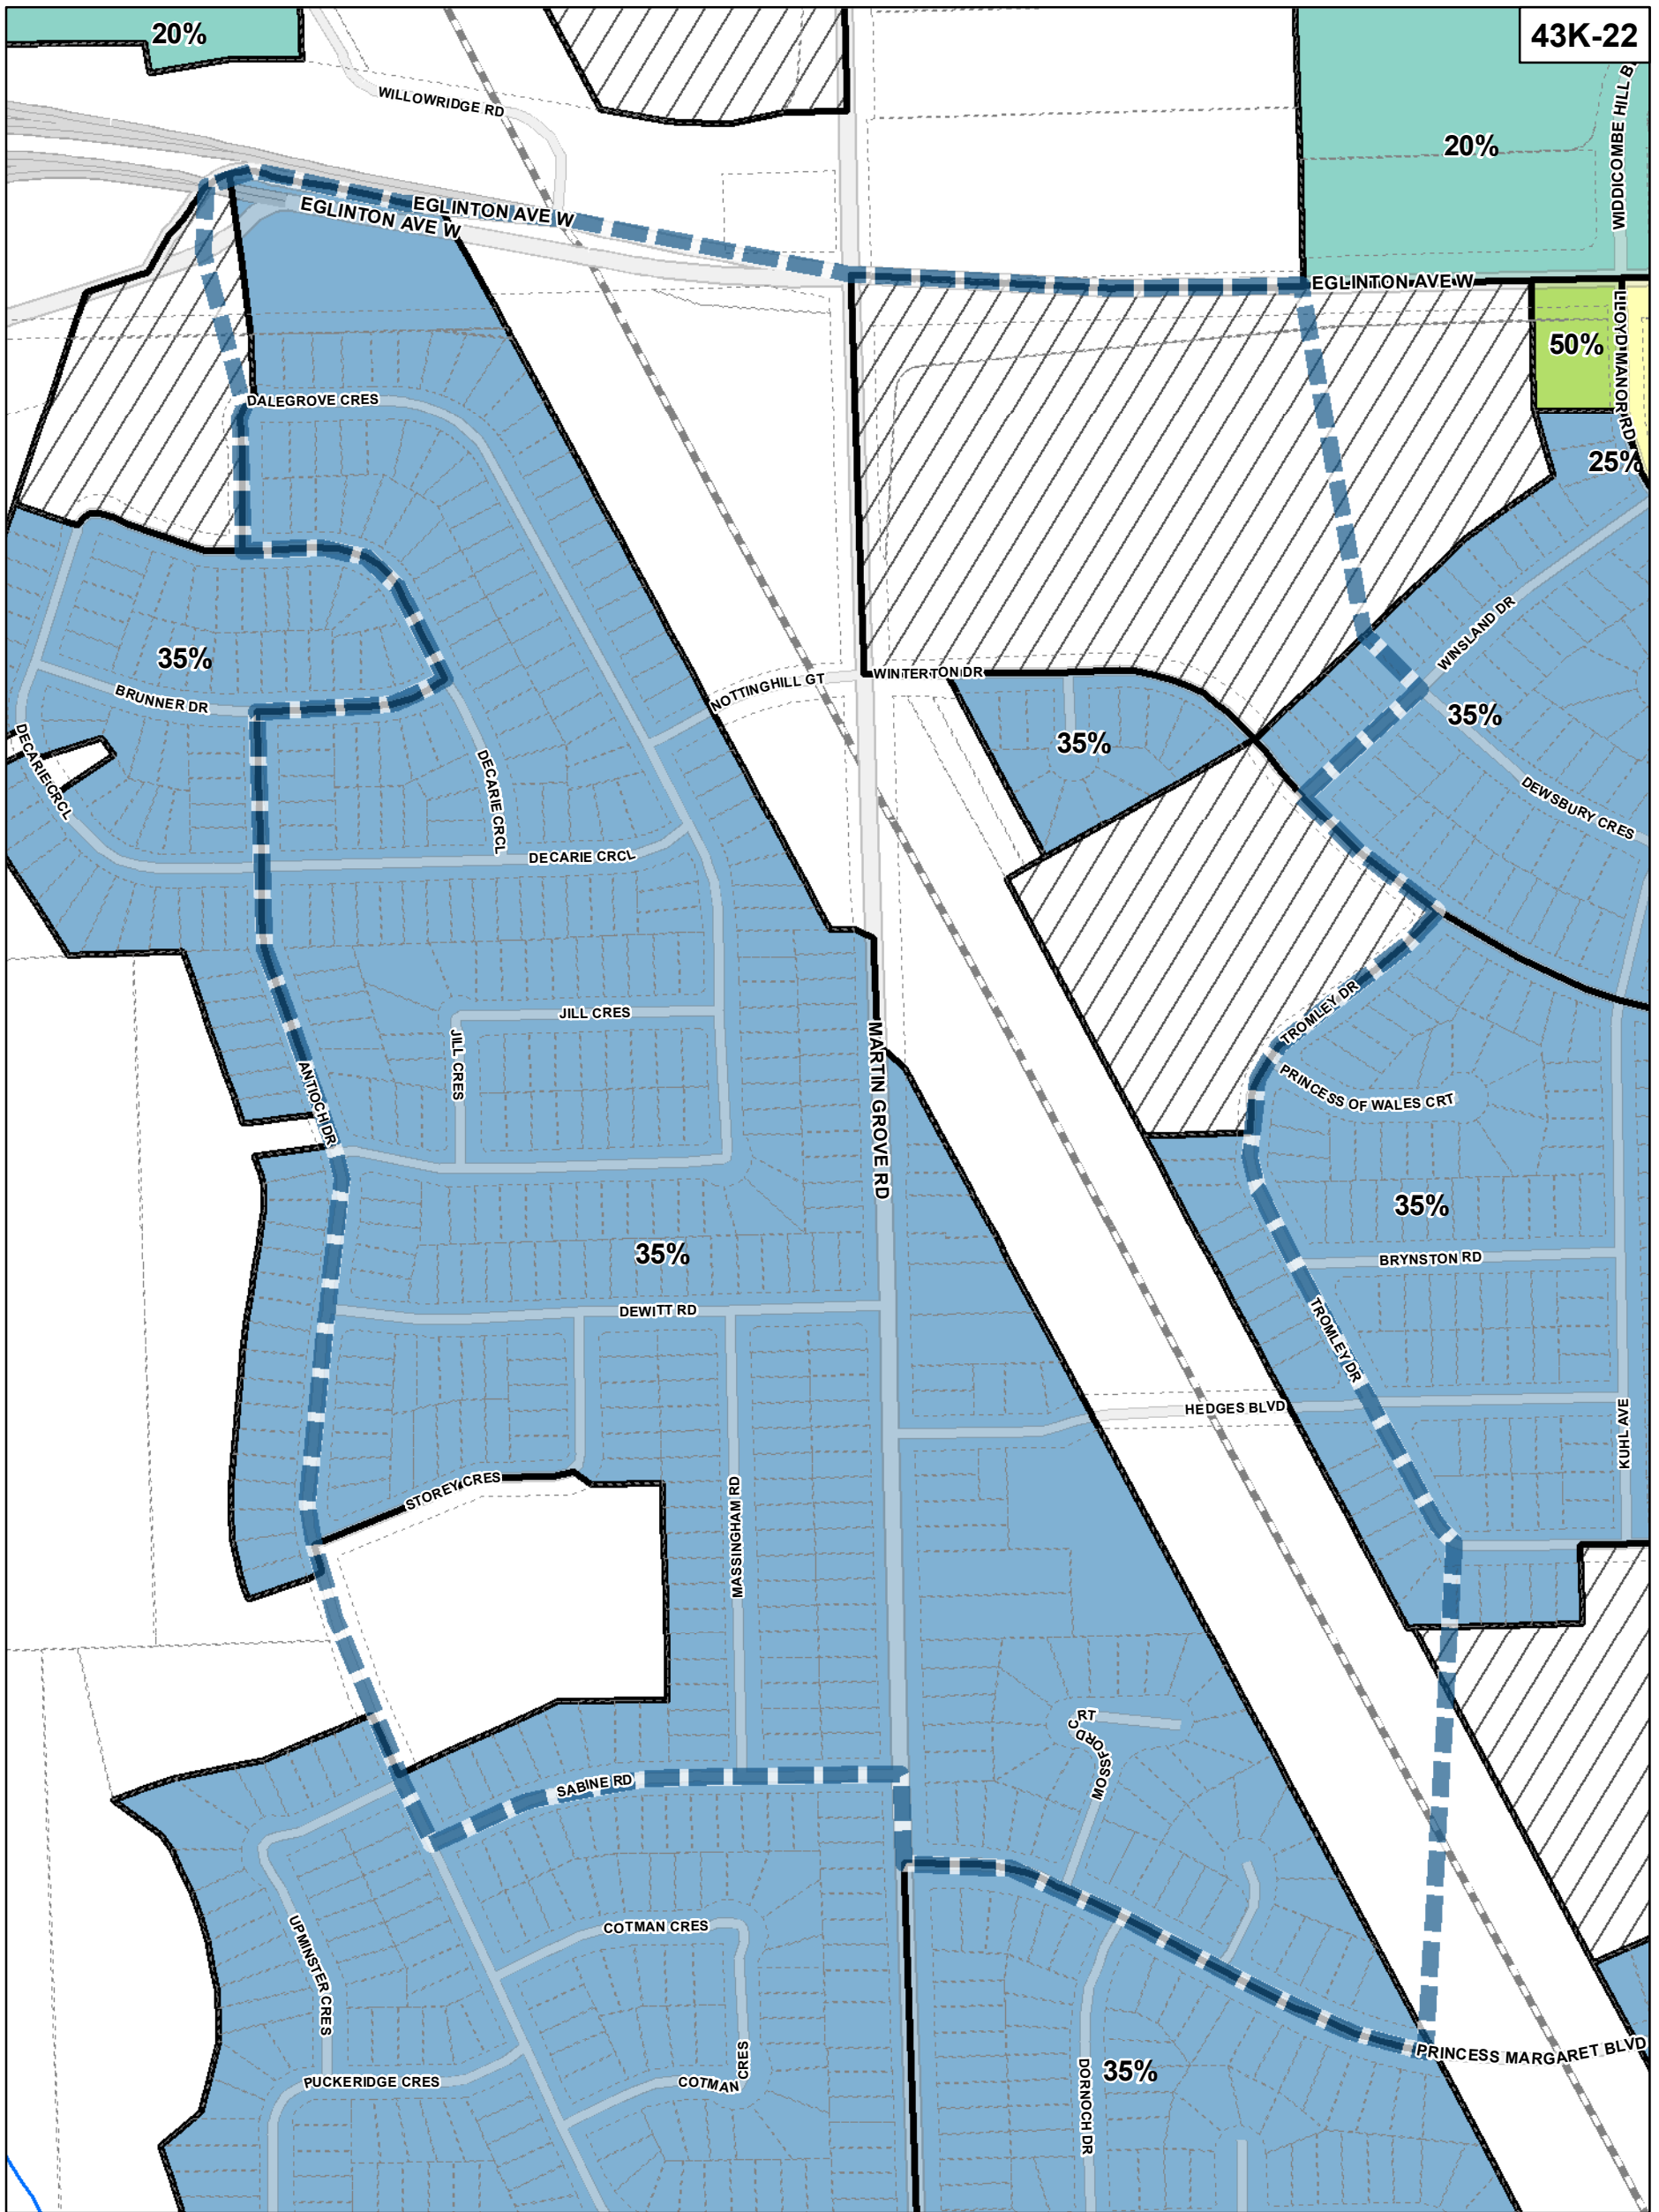 20%
43K-22
WILLOWRIDGE RD
WIDDICOMBE HILL B
20%
EGLINTON AVE W
EGLINTON AVE W
EGLINTON AVE W
50%
LLOYD MANOR RD
DALEGROVE CRES
25%
WINSLAND DR
35%
NOTTINGHILL GT
WINTERTON DR
BRUNNER DR
35%
35%
DECARIE CRCL
DECARIE CRCL
DEWSBURY CRES
DECARIE CRCL
TROMLEY DR
JILL CRES
JILL CRES
MARTIN GROVE RD
ANTIOCH DR
PRINCESS OF WALES CRT
35%
35%
BRYNSTON RD
DEWITT RD
TROMLEY DR
HEDGES BLVD
KUHL AVE
STOREY CRES
MASSINGHAM RD
MOSSFORD CRT
SABINE RD
COTMAN CRES
UPMINSTER CRES
PRINCESS MARGARET BLVD
COTMAN CRES
PUCKERIDGE CRES
35%
DORNOCH DR